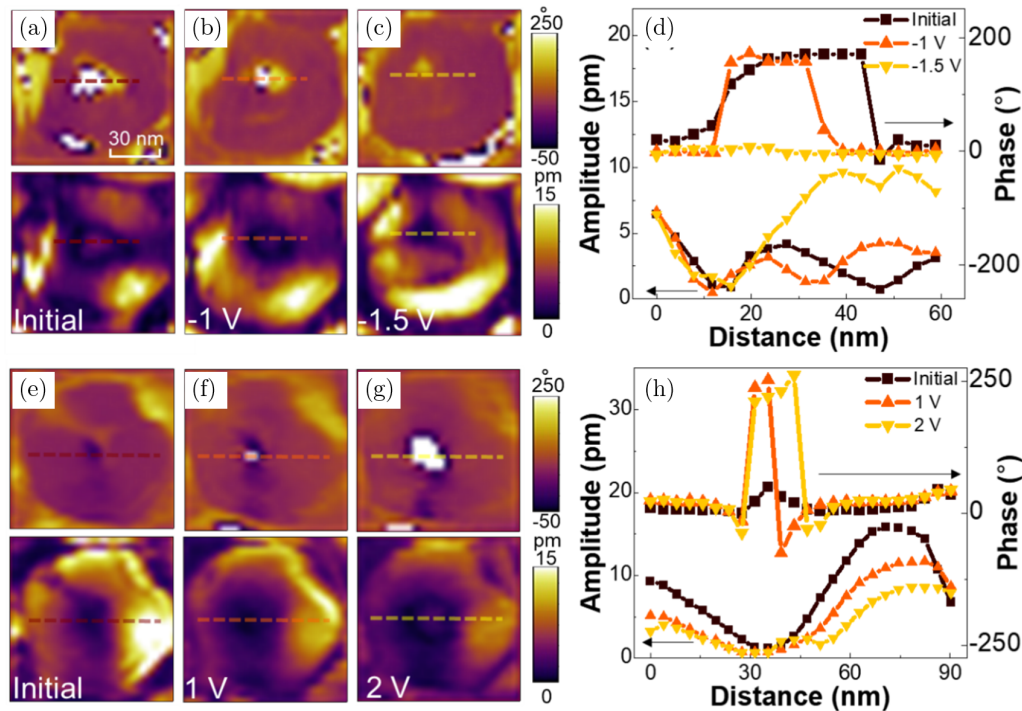 (a)
(b)
(c)
30 nm
250
°
-50
pm
15
0
Initial
-1 V
-1.5 V
(d)
Initial
-1 V
-1.5 V
20
15
10
5
0
Amplitude (pm)
200
100
0
-100
-200
Phase (°)
0
20
40
60
Distance (nm)
(e)
(f)
(g)
°
250
-50
pm
15
0
Initial
1 V
2 V
(h)
Initial
1 V
2 V
30
20
10
0
Amplitude (pm)
250
0
-250
Phase (°)
0
30
60
90
Distance (nm)